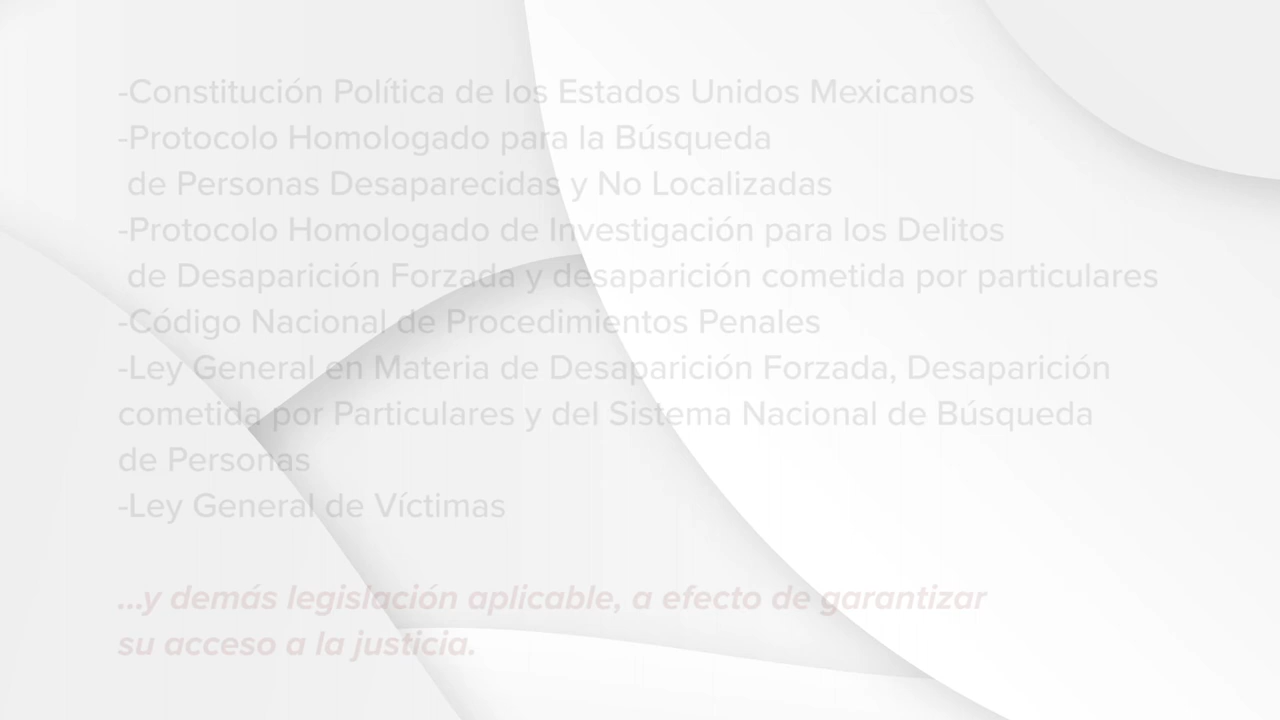 -Constitución Política de los Estados Unidos Mexicanos
-Protocolo Homologado para la Búsqueda
de Personas Desaparecidas y No Localizadas
-Protocolo Homologado de Investigación para los Delitos
de Desaparición Forzada y desaparición cometida por particulares
-Código Nacional de Procedimientos Penales
-Ley General en Materia de Desaparición Forzada, Desaparición
cometida por Particulares y del Sistema Nacional de Búsqueda
de Personas
-Ley General de Víctimas
...y demás legislación aplicable, a efecto de garantizar
su acceso a la justicia.